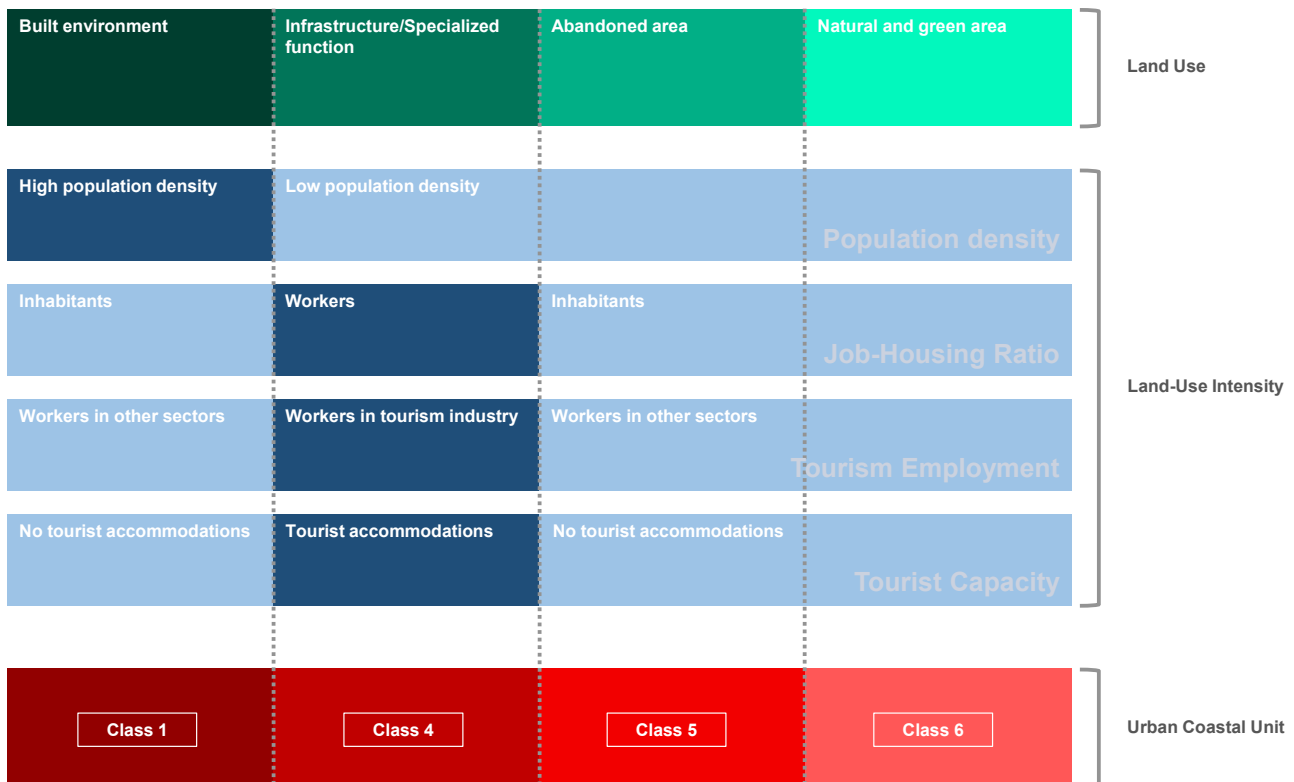 Built environment
Infrastructure/Specialized
function
Abandoned area
Natural and green area
Land Use
High population density
Low population density
Population density
Inhabitants
Workers
Inhabitants
Job-Housing Ratio
Land-Use Intensity
Workers in other sectors
Workers in tourism industry
Workers in other sectors
Tourism Employment
No tourist accommodations
Tourist accommodations
No tourist accommodations
Tourist Capacity
Class 1
Class 4
Class 5
Class 6
Urban Coastal Unit